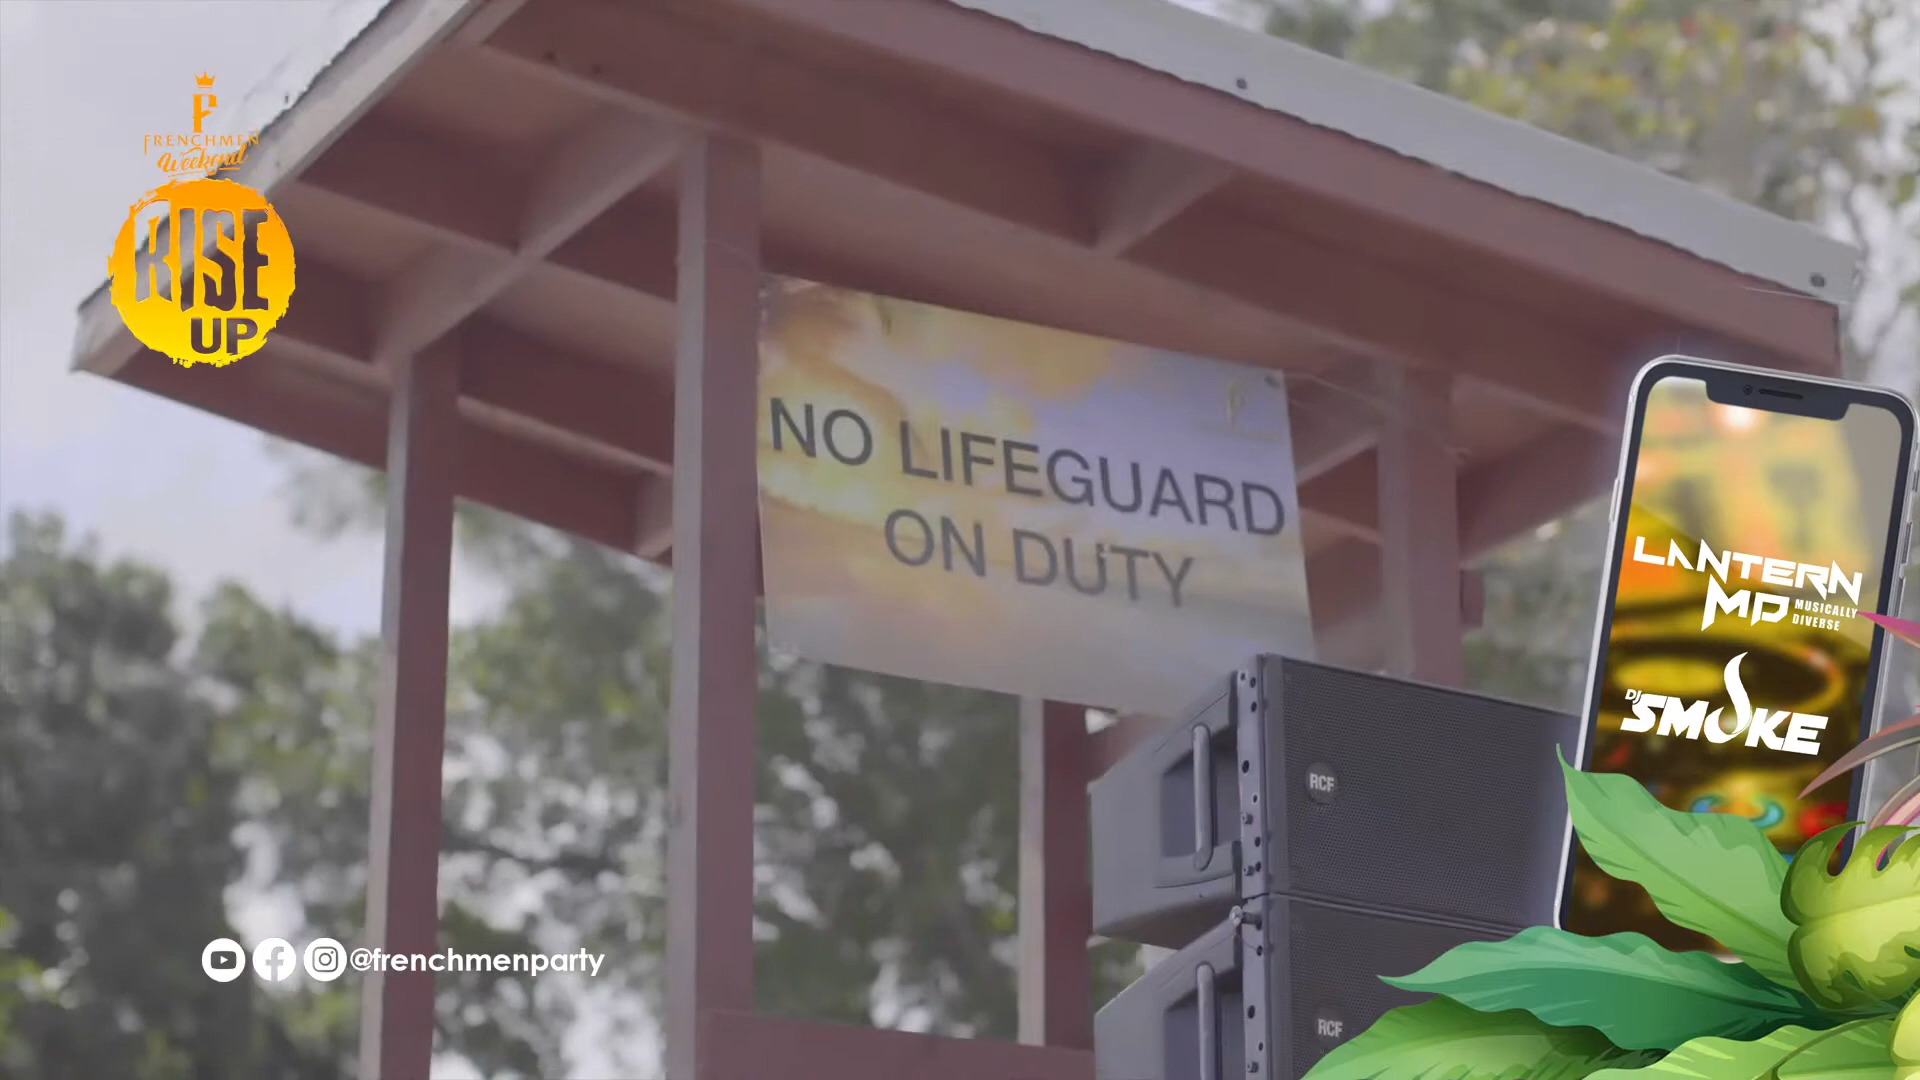 F
FRENCHMEN
Weekend
RISE
UP
NO LIFEGUARD
ON DUTY
LANTERN
MD MUSICALLY
DIVERSE
DJ SMOKE
RCF
RCF
@frenchmenparty